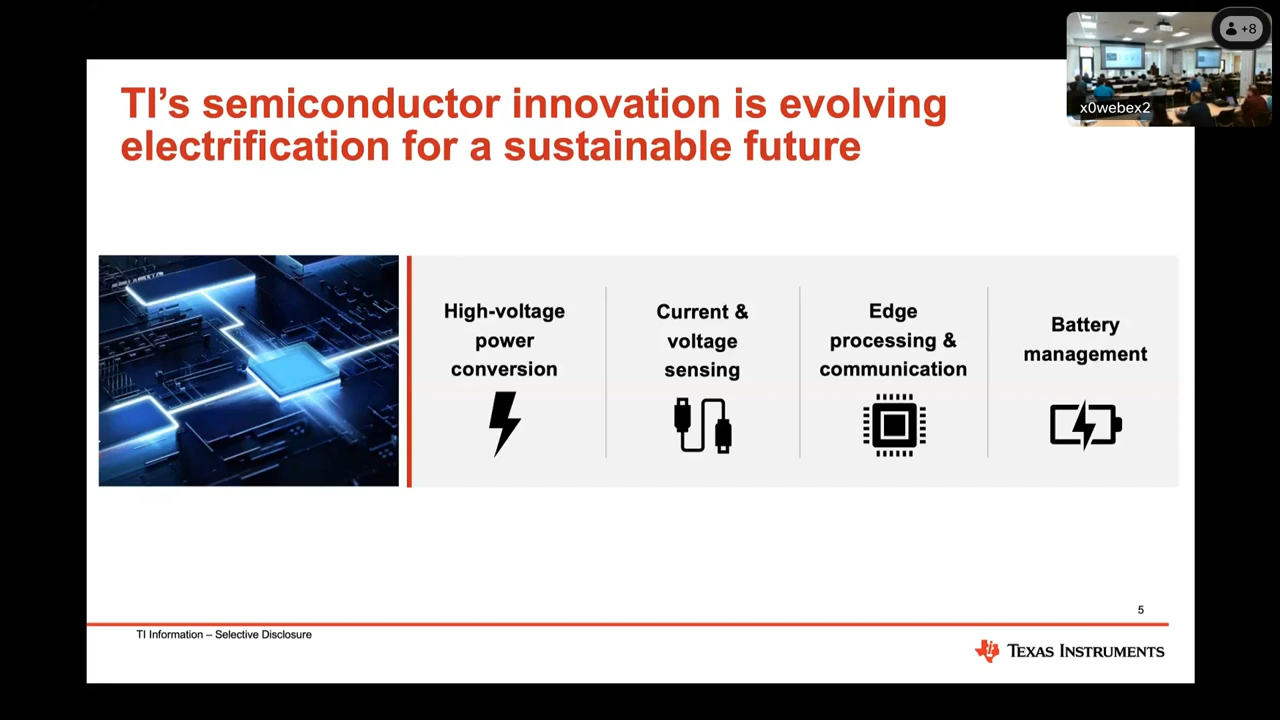 TI’s semiconductor innovation is evolving
electrification for a sustainable future
+8
x0webex2
High-voltage
power
conversion
Current &
voltage
sensing
Edge
processing &
communication
Battery
management
5
TI Information – Selective Disclosure
TEXAS INSTRUMENTS